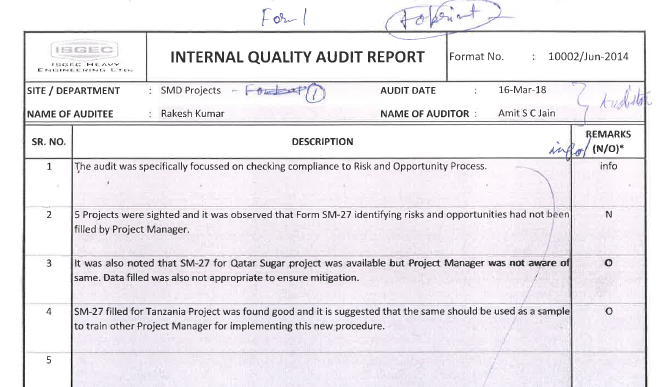 Form 1
To print
ISGEC
ISGEC HEAVY
ENGINEERING LTD.
INTERNAL QUALITY AUDIT REPORT
Format No. : 10002/Jun-2014
SITE / DEPARTMENT : SMD Projects - Format ① AUDIT DATE : 16-Mar-18
Auditor
NAME OF AUDITEE : Rakesh Kumar NAME OF AUDITOR : Amit S C Jain
SR. NO. DESCRIPTION REMARKS
info/ (N/O)*
1 The audit was specifically focussed on checking compliance to Risk and Opportunity Process. info
2 5 Projects were sighted and it was observed that Form SM-27 identifying risks and opportunities had not been N
filled by Project Manager.
3 It was also noted that SM-27 for Qatar Sugar project was available but Project Manager was not aware of O
same. Data filled was also not appropriate to ensure mitigation.
4 SM-27 filled for Tanzania Project was found good and it is suggested that the same should be used as a sample O
to train other Project Manager for implementing this new procedure.
5